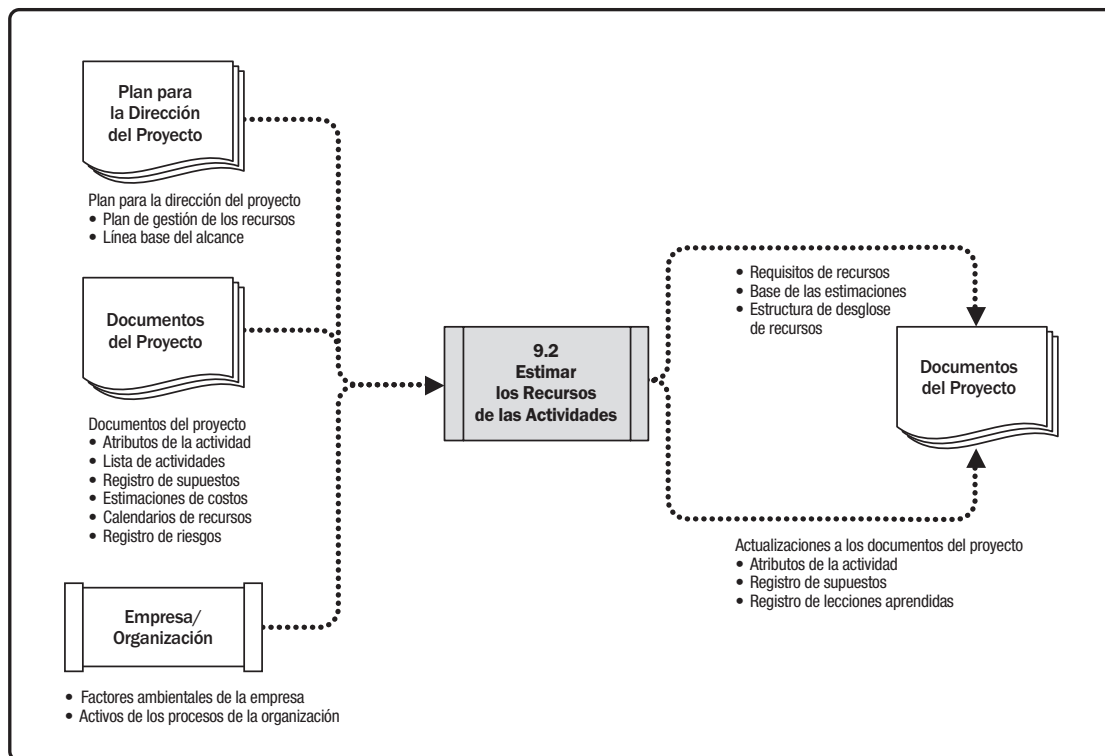 Plan para
la Dirección
del Proyecto
Plan para la dirección del proyecto
• Plan de gestión de los recursos
• Línea base del alcance
Documentos
del Proyecto
Documentos del proyecto
• Atributos de la actividad
• Lista de actividades
• Registro de supuestos
• Estimaciones de costos
• Calendarios de recursos
• Registro de riesgos
Empresa/
Organización
• Factores ambientales de la empresa
• Activos de los procesos de la organización
9.2
Estimar
los Recursos
de las Actividades
• Requisitos de recursos
• Base de las estimaciones
• Estructura de desglose
de recursos
Documentos
del Proyecto
Actualizaciones a los documentos del proyecto
• Atributos de la actividad
• Registro de supuestos
• Registro de lecciones aprendidas